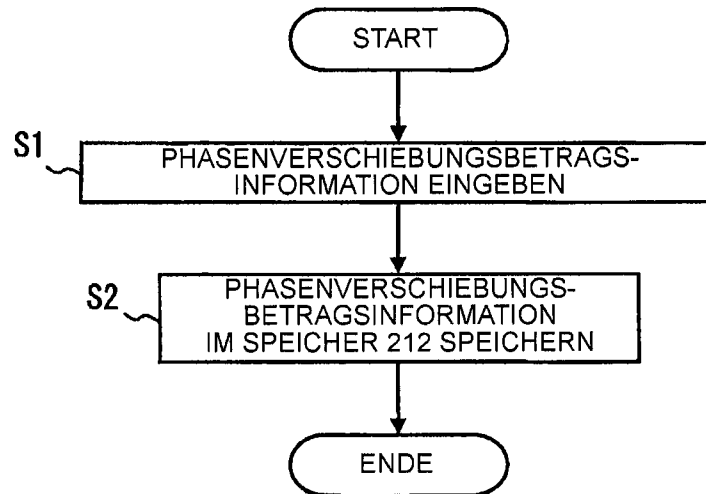 START
S1
PHASENVERSCHIEBUNGSBETRAGS-
INFORMATION EINGEBEN
S2
PHASENVERSCHIEBUNGS-
BETRAGSINFORMATION
IM SPEICHER 212 SPEICHERN
ENDE